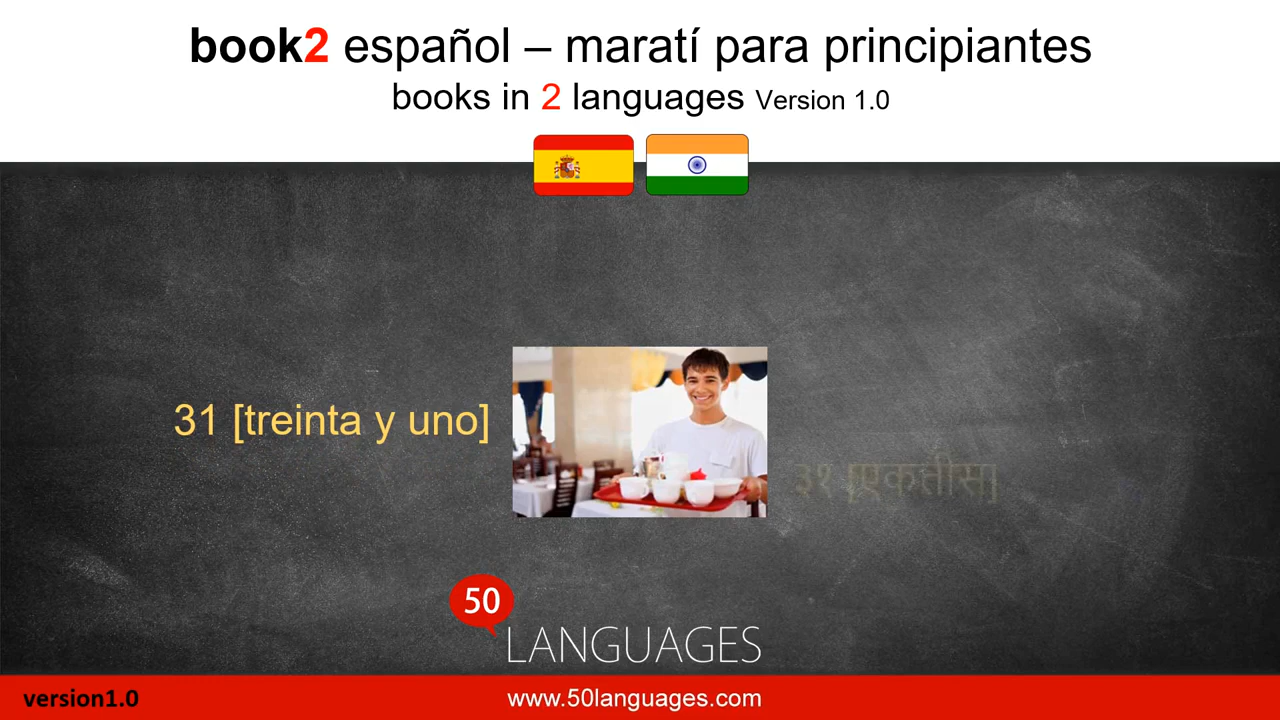 book2 español – maratí para principiantes
books in 2 languages Version 1.0
31 [treinta y uno]
३१ [एकतीस]
50
LANGUAGES
version1.0
www.50languages.com